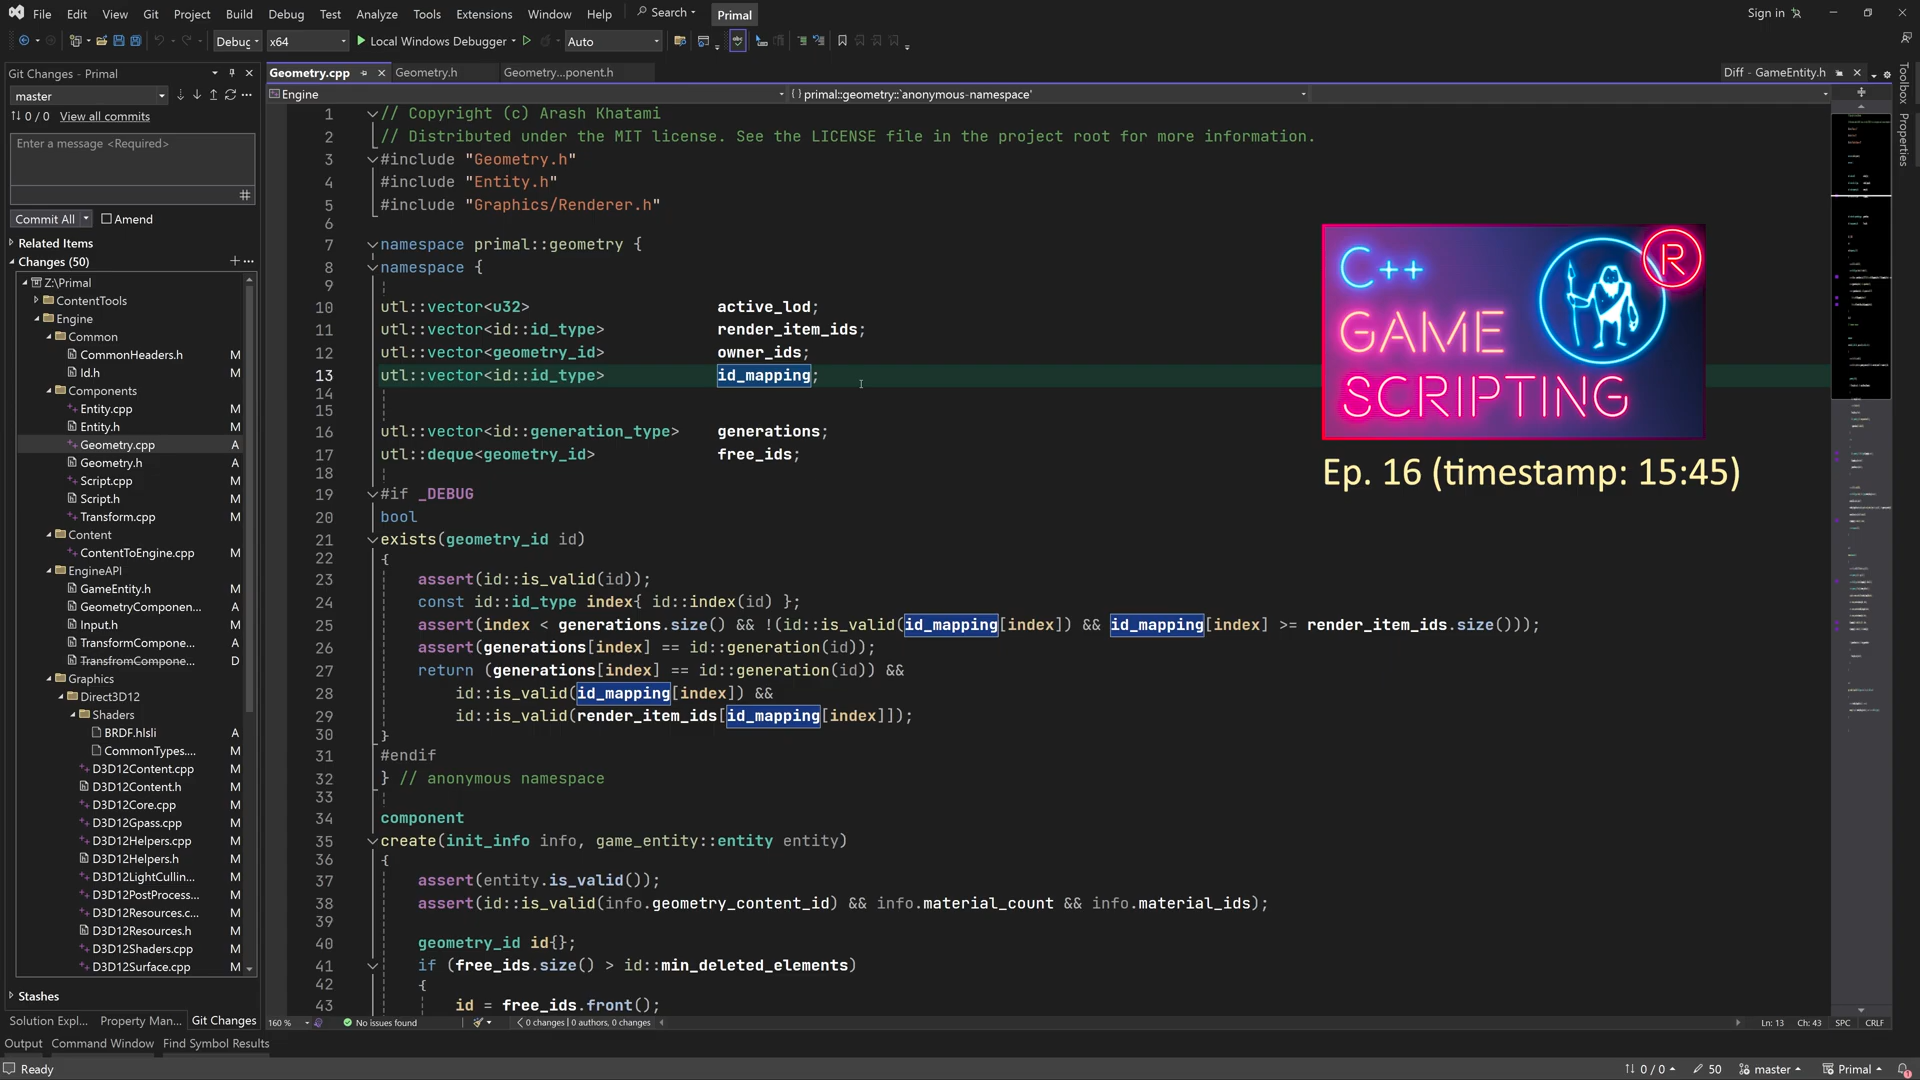 File Edit View Git Project Build Debug Test Analyze Tools Extensions Window Help Search Primal Sign in
Debug x64 Local Windows Debugger Auto
Git Changes - Primal
master
0 / 0 View all commits
Enter a message <Required>
Commit All Amend
Related Items
Changes (50)
Z:\Primal
ContentTools
Engine
Common
CommonHeaders.h M
Id.h M
Components
Entity.cpp M
Entity.h M
Geometry.cpp A
Geometry.h A
Script.cpp M
Script.h M
Transform.cpp M
Content
ContentToEngine.cpp M
EngineAPI
GameEntity.h M
GeometryComponen... A
Input.h M
TransformCompone... A
TransfromCompone... D
Graphics
Direct3D12
Shaders
BRDF.hlsli A
CommonTypes.... M
D3D12Content.cpp M
D3D12Content.h M
D3D12Core.cpp M
D3D12Gpass.cpp M
D3D12Helpers.cpp M
D3D12Helpers.h M
D3D12LightCullin... M
D3D12PostProcess... M
D3D12Resources.c... M
D3D12Resources.h M
D3D12Shaders.cpp M
D3D12Surface.cpp M
Stashes
Solution Expl... Property Man... Git Changes
Geometry.cpp Geometry.h Geometry...ponent.h Diff - GameEntity.h
Engine { } primal::geometry::`anonymous-namespace'
1 // Copyright (c) Arash Khatami
2 // Distributed under the MIT license. See the LICENSE file in the project root for more information.
3 #include "Geometry.h"
4 #include "Entity.h"
5 #include "Graphics/Renderer.h"
6
7 namespace primal::geometry {
8 namespace {
9
10 utl::vector<u32> active_lod;
11 utl::vector<id::id_type> render_item_ids;
12 utl::vector<geometry_id> owner_ids;
13 utl::vector<id::id_type> id_mapping;
14
15
16 utl::vector<id::generation_type> generations;
17 utl::deque<geometry_id> free_ids;
18
19 #if _DEBUG
20 bool
21 exists(geometry_id id)
22 {
23 assert(id::is_valid(id));
24 const id::id_type index{ id::index(id) };
25 assert(index < generations.size() && !(id::is_valid(id_mapping[index]) && id_mapping[index] >= render_item_ids.size()));
26 assert(generations[index] == id::generation(id));
27 return (generations[index] == id::generation(id)) &&
28 id::is_valid(id_mapping[index]) &&
29 id::is_valid(render_item_ids[id_mapping[index]]);
30 }
31 #endif
32 } // anonymous namespace
33
34 component
35 create(init_info info, game_entity::entity entity)
36 {
37 assert(entity.is_valid());
38 assert(id::is_valid(info.geometry_content_id) && info.material_count && info.material_ids);
39
40 geometry_id id{};
41 if (free_ids.size() > id::min_deleted_elements)
42 {
43 id = free_ids.front();
C++
GAME
SCRIPTING
R
Ep. 16 (timestamp: 15:45)
Toolbox
Properties
160 % No issues found 0 changes | 0 authors, 0 changes Ln: 13 Ch: 43 SPC CRLF
Output Command Window Find Symbol Results
Ready 0 / 0 50 master Primal 1